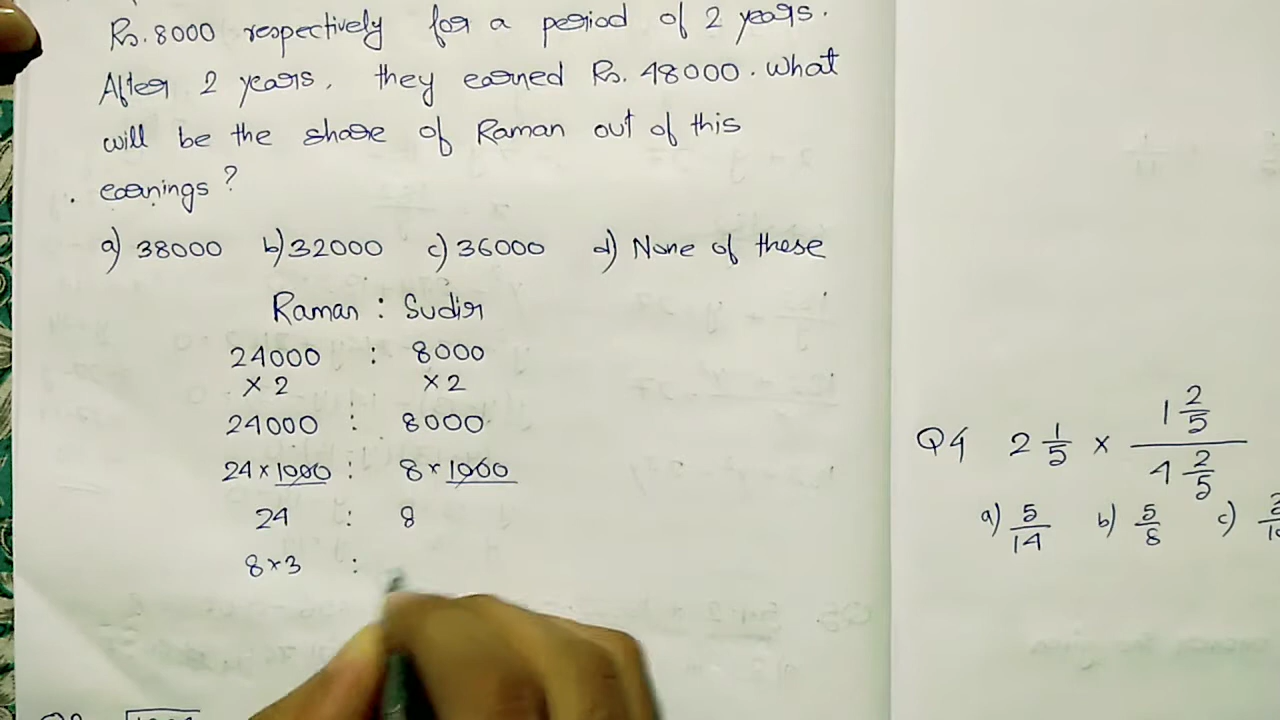 Rs. 8000 respectively for a period of 2 years.
After 2 years, they earned Rs. 48000. What
will be the share of Raman out of this
earnings?
a) 38000 b) 32000 c) 36000 d) None of these
Raman : Sudir
24000 : 8000
× 2 × 2
24000 : 8000
24 × 1000 : 8 × 1000
24 : 8
8 × 3 :
Q4 2 1/5 × 1 2/5 / 4 2/5
a) 5/14 b) 5/8 c)